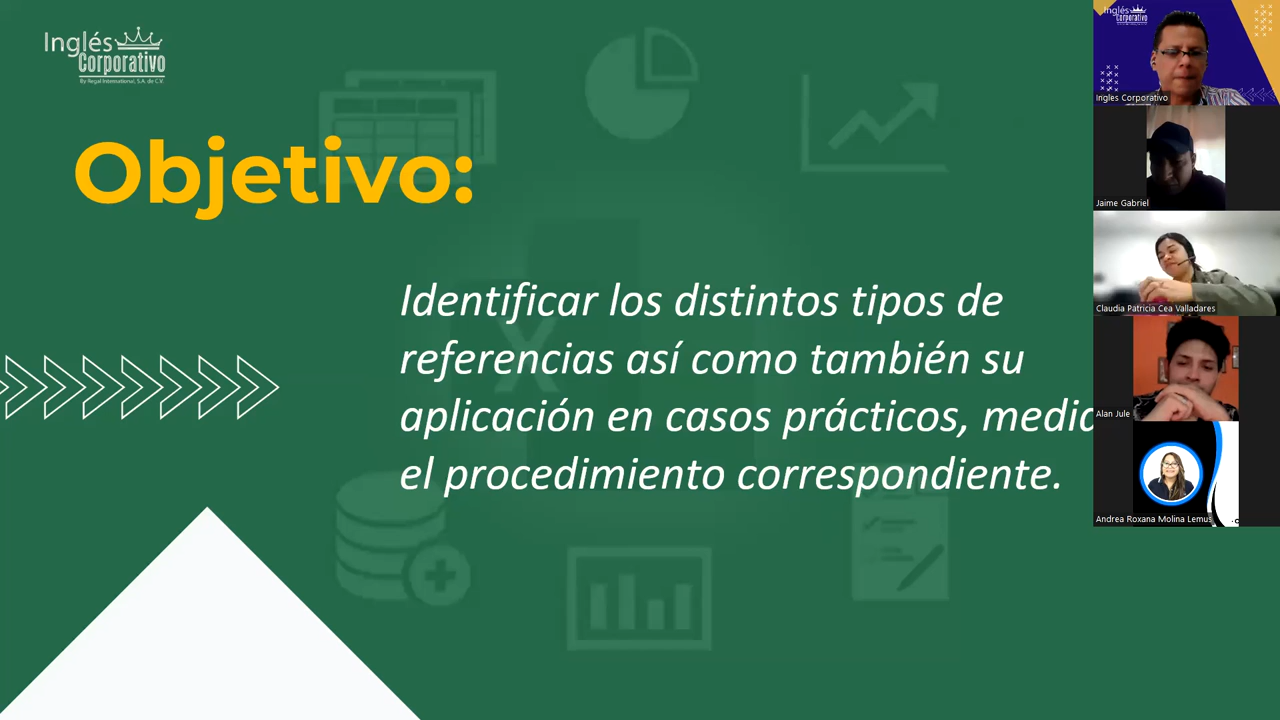 Inglés
Corporativo
By Regal International, S.A. de C.V.
Objetivo:
Identificar los distintos tipos de
referencias así como también su
aplicación en casos prácticos, media
el procedimiento correspondiente.
Inglés
Corporativo
Ingles Corporativo
Jaime Gabriel
Claudia Patricia Cea Valladares
Alan Jule
Andrea Roxana Molina Lemus